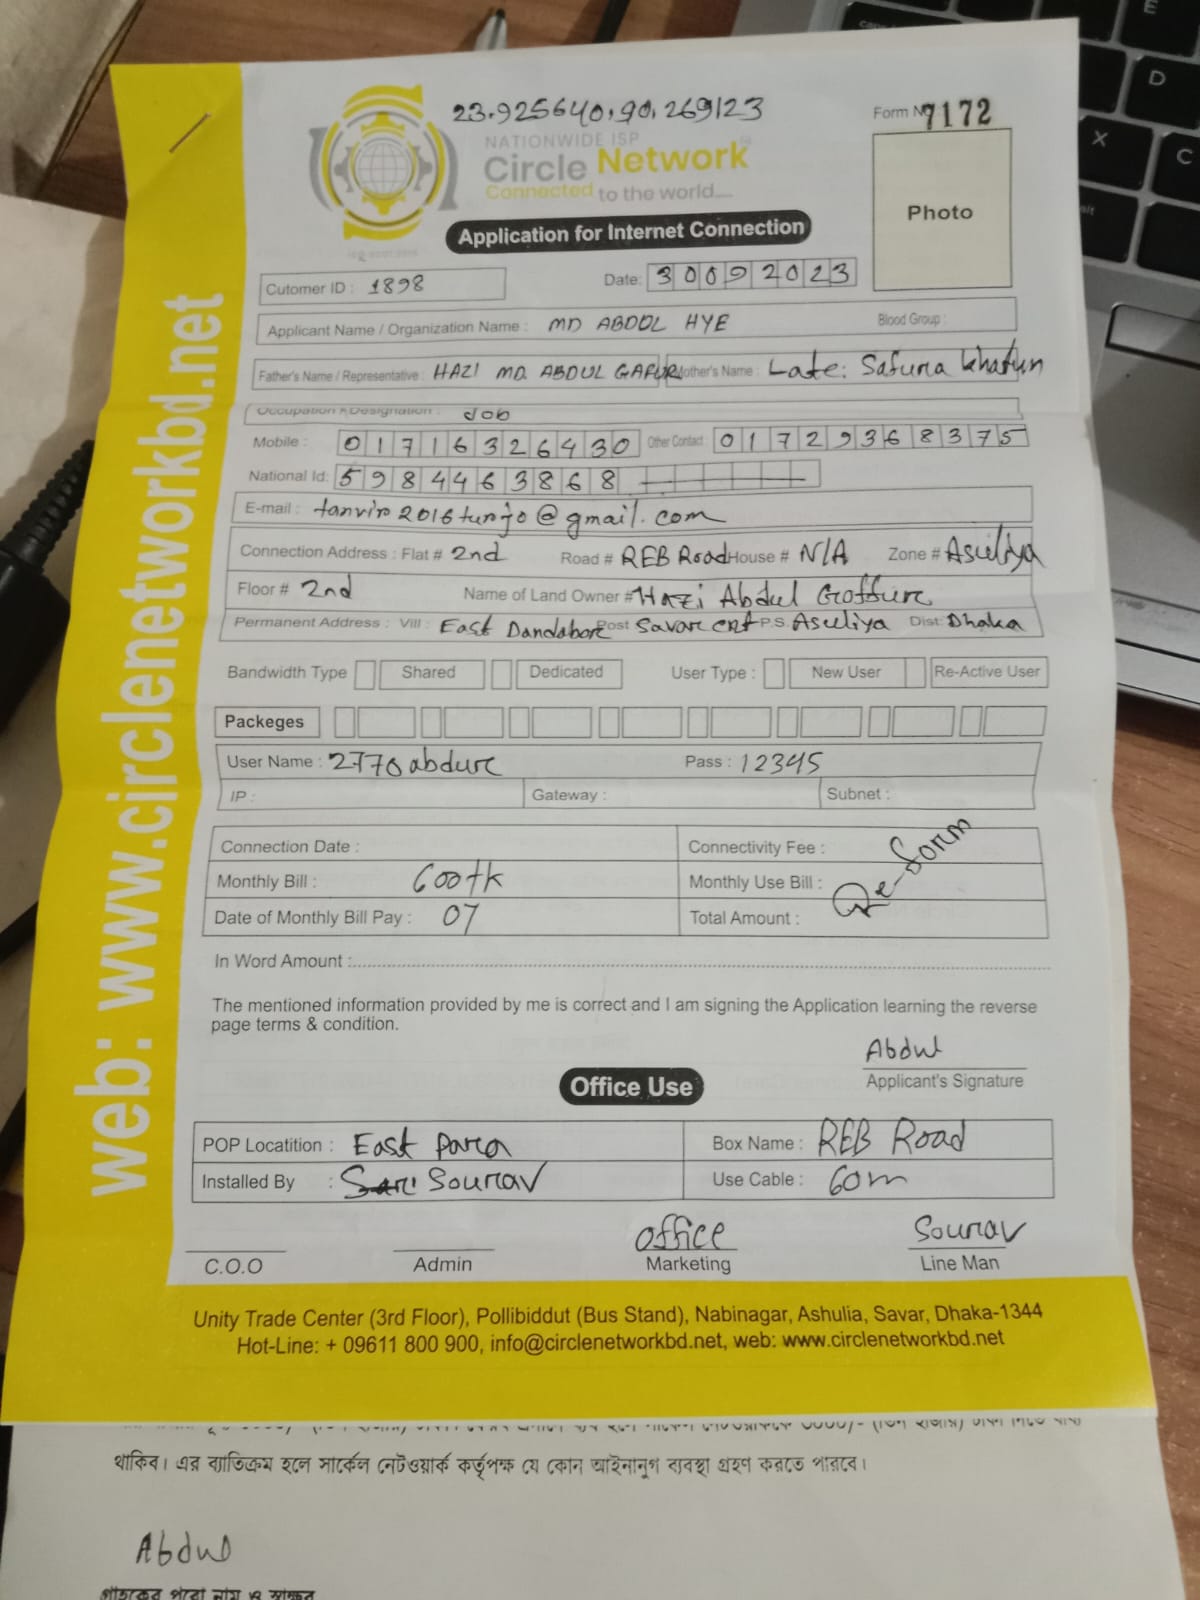 23.925640,90.269123
Form No 7172
NATIONWIDE ISP
Circle Network
Connected to the world....
Photo
Application for Internet Connection
Cutomer ID : 1898
Date: 30092023
Applicant Name / Organization Name : MD ABDUL HYE Blood Group :
Father's Name / Representative : HAZI MD. ABDUL GAFUR Mother's Name : Late: Safuna Khatun
Occupation / Designation : Job
Mobile : 01716326430 Other Contact : 01729368375
National Id: 5984463868
E-mail : tanvir2016tunjo@gmail.com
Connection Address : Flat # 2nd Road # REB Road House # N/A Zone # Asuliya
Floor # 2nd Name of Land Owner # Hazi Abdul Goffure
Permanent Address : Vill : East Dandabore Post Savar cnt P.S. Asuliya Dist: Dhaka
Bandwidth Type Shared Dedicated User Type : New User Re-Active User
Packeges
User Name : 2770abdure Pass : 12345
IP : Gateway : Subnet :
Connection Date : Connectivity Fee :
Monthly Bill : 600tk Monthly Use Bill : Re-Form
Date of Monthly Bill Pay : 07 Total Amount :
In Word Amount :
The mentioned information provided by me is correct and I am signing the Application learning the reverse
page terms & condition.
Abdul
Applicant's Signature
Office Use
POP Locatition : East Para Box Name : REB Road
Installed By : Sourav Use Cable : 60m
Office Sourav
C.O.O Admin Marketing Line Man
Unity Trade Center (3rd Floor), Pollibiddut (Bus Stand), Nabinagar, Ashulia, Savar, Dhaka-1344
Hot-Line: + 09611 800 900, info@circlenetworkbd.net, web: www.circlenetworkbd.net
web: www.circlenetworkbd.net
থাকিব। এর ব্যাতিক্রম হলে সার্কেল নেটওয়ার্ক কর্তৃপক্ষ যে কোন আইনানুগ ব্যবস্থা গ্রহণ করতে পারবে।
Abdul